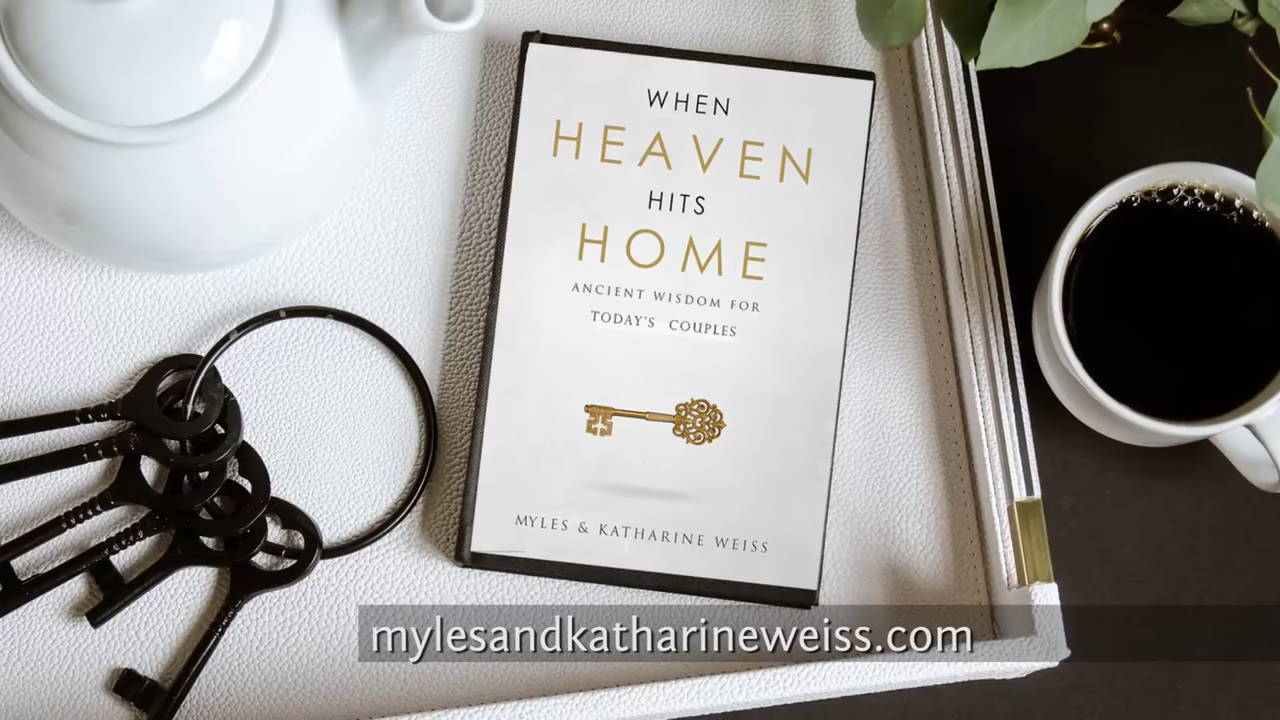 WHEN
HEAVEN
HITS
HOME
ANCIENT WISDOM FOR
TODAY'S COUPLES
MYLES & KATHARINE WEISS
mylesandkatharineweiss.com